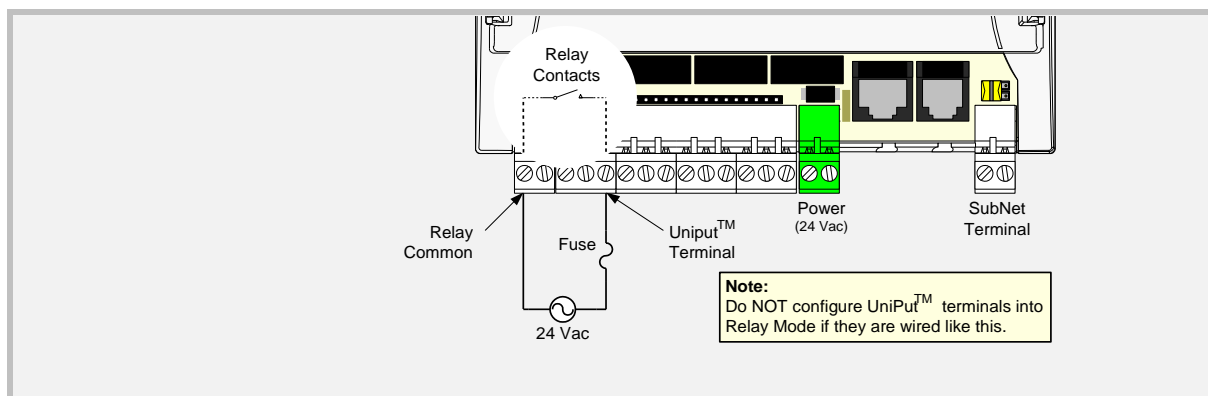 Relay
Contacts
Relay
Common
Fuse
Uniput™
Terminal
Power
(24 Vac)
SubNet
Terminal
24 Vac
Note:
Do NOT configure UniPut™ terminals into
Relay Mode if they are wired like this.